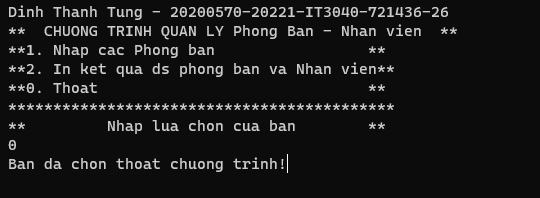 Dinh Thanh Tung - 20200570-20221-IT3040-721436-26
**  CHUONG TRINH QUAN LY Phong Ban - Nhan vien  **
**1. Nhap cac Phong ban                 **
**2. In ket qua ds phong ban va Nhan vien**
**0. Thoat                              **
*******************************************
**         Nhap lua chon cua ban        **
0
Ban da chon thoat chuong trinh!